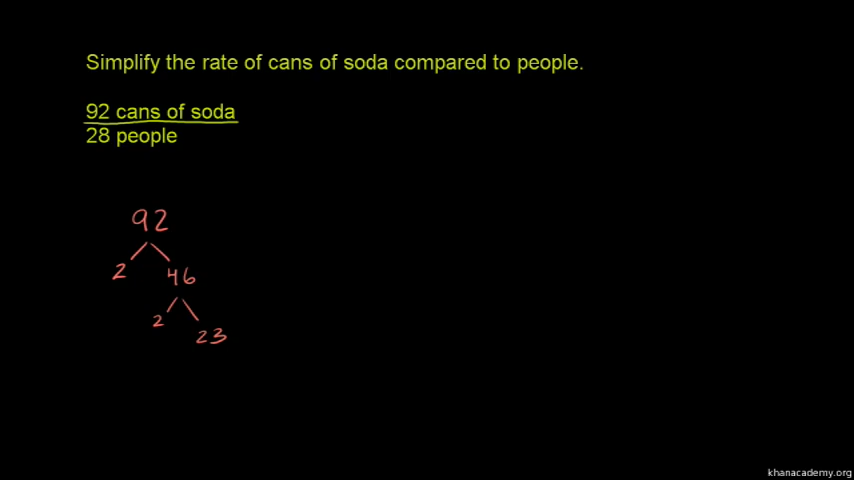 Simplify the rate of cans of soda compared to people.
92 cans of soda
28 people
92
2 46
2 23
khanacademy.org